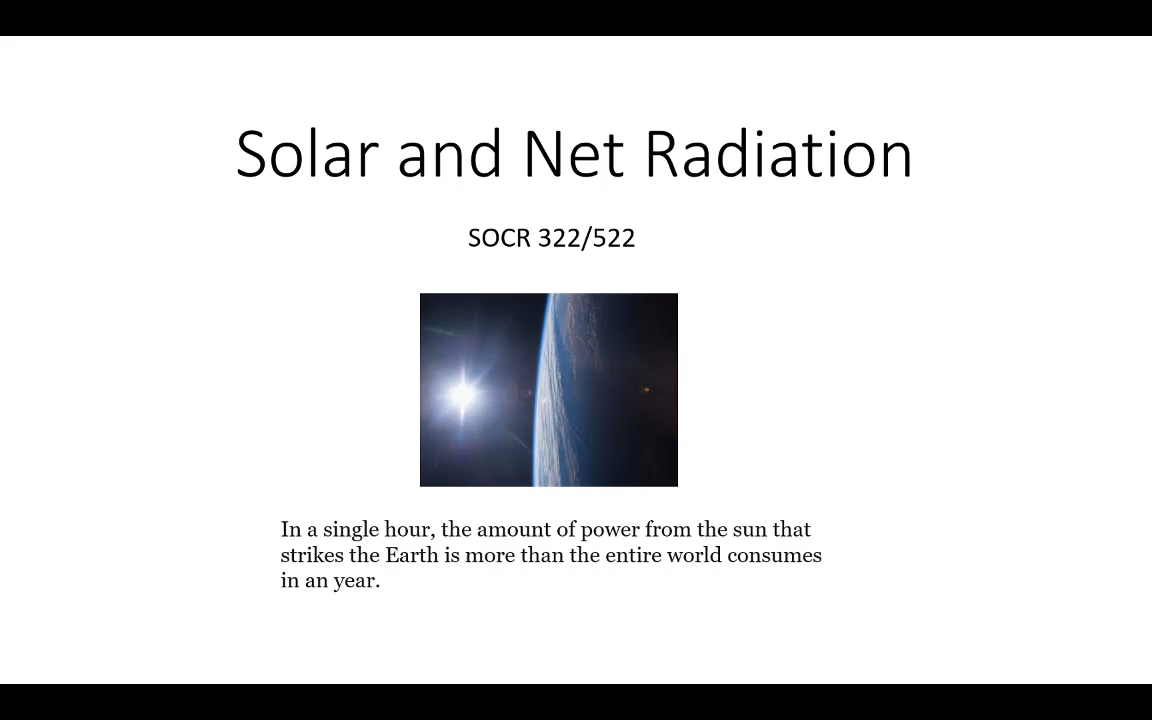 Solar and Net Radiation
SOCR 322/522
In a single hour, the amount of power from the sun that
strikes the Earth is more than the entire world consumes
in an year.